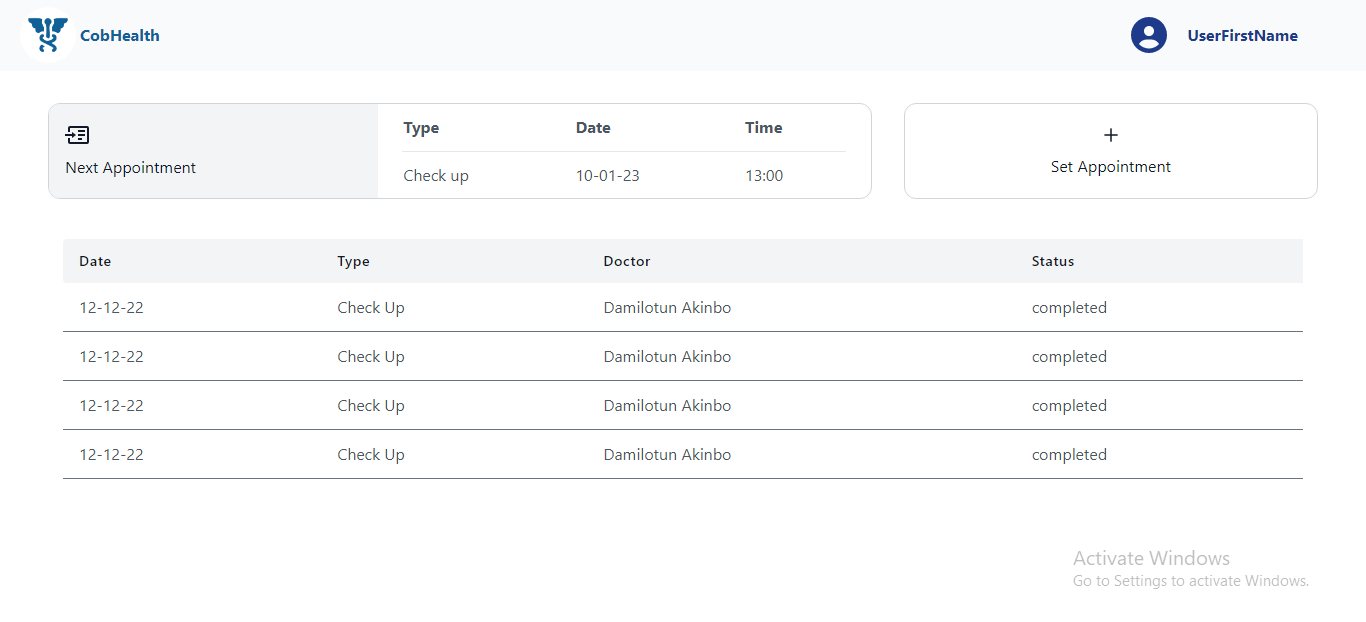 CobHealth
UserFirstName
Next Appointment
Type Date Time
Check up 10-01-23 13:00
Set Appointment
Date Type Doctor Status
12-12-22 Check Up Damilotun Akinbo completed
12-12-22 Check Up Damilotun Akinbo completed
12-12-22 Check Up Damilotun Akinbo completed
12-12-22 Check Up Damilotun Akinbo completed
Activate Windows
Go to Settings to activate Windows.